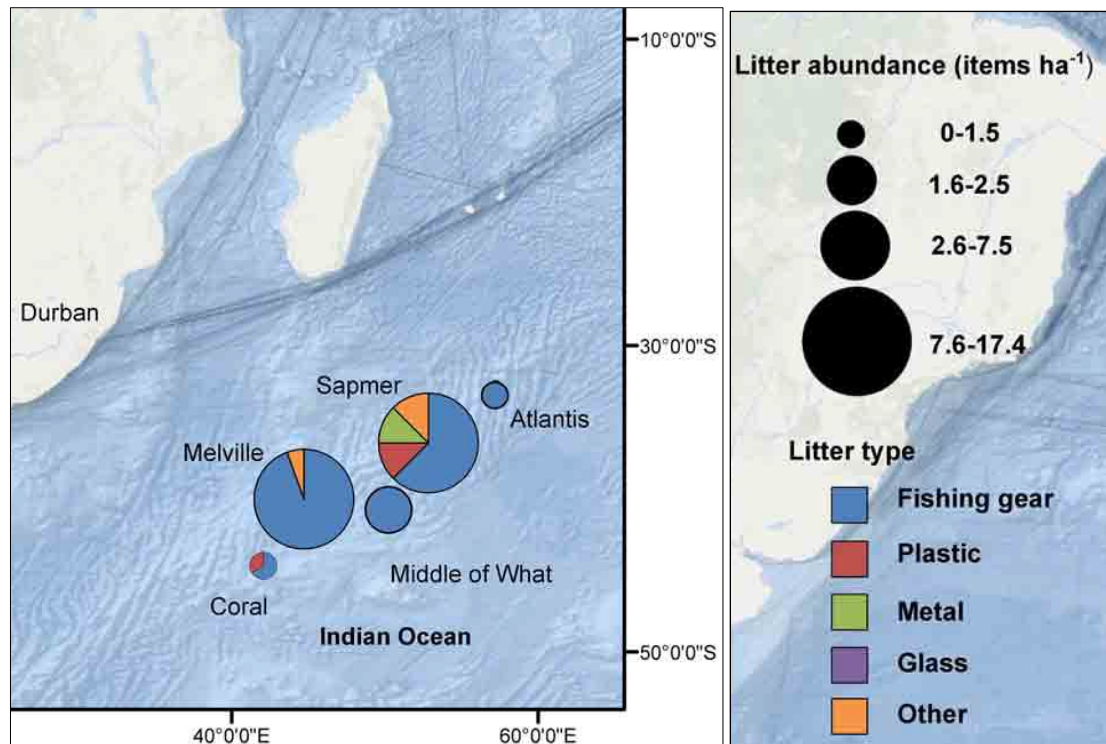 10°0'0"S
Durban
30°0'0"S
Sapmer
Atlantis
Melville
Middle of What
Coral
Indian Ocean
50°0'0"S
40°0'0"E
60°0'0"E
Litter abundance (items ha⁻¹)
0-1.5
1.6-2.5
2.6-7.5
7.6-17.4
Litter type
Fishing gear
Plastic
Metal
Glass
Other